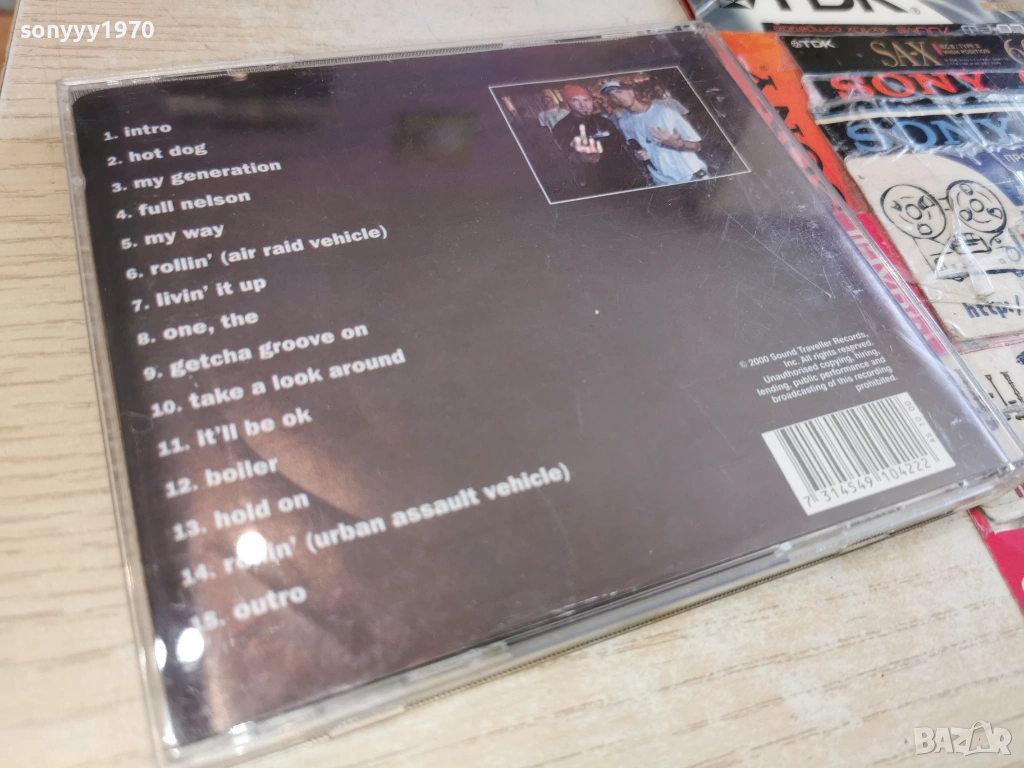 sonyyy1970
1. intro
2. hot dog
3. my generation
4. full nelson
5. my way
6. rollin' (air raid vehicle)
7. livin' it up
8. one, the
9. getcha groove on
10. take a look around
11. it'll be ok
12. boiler
13. hold on
14. rollin' (urban assault vehicle)
15. outro
© 2000 Sound Traveller Records,
Inc All rights reserved.
Unauthorised copying, hiring,
lending, public performance and
broadcasting of this recording
prohibited.
7 314549 104222
TDK
®
TDK
SAX
SONY
SONY
http:/
BAZAR